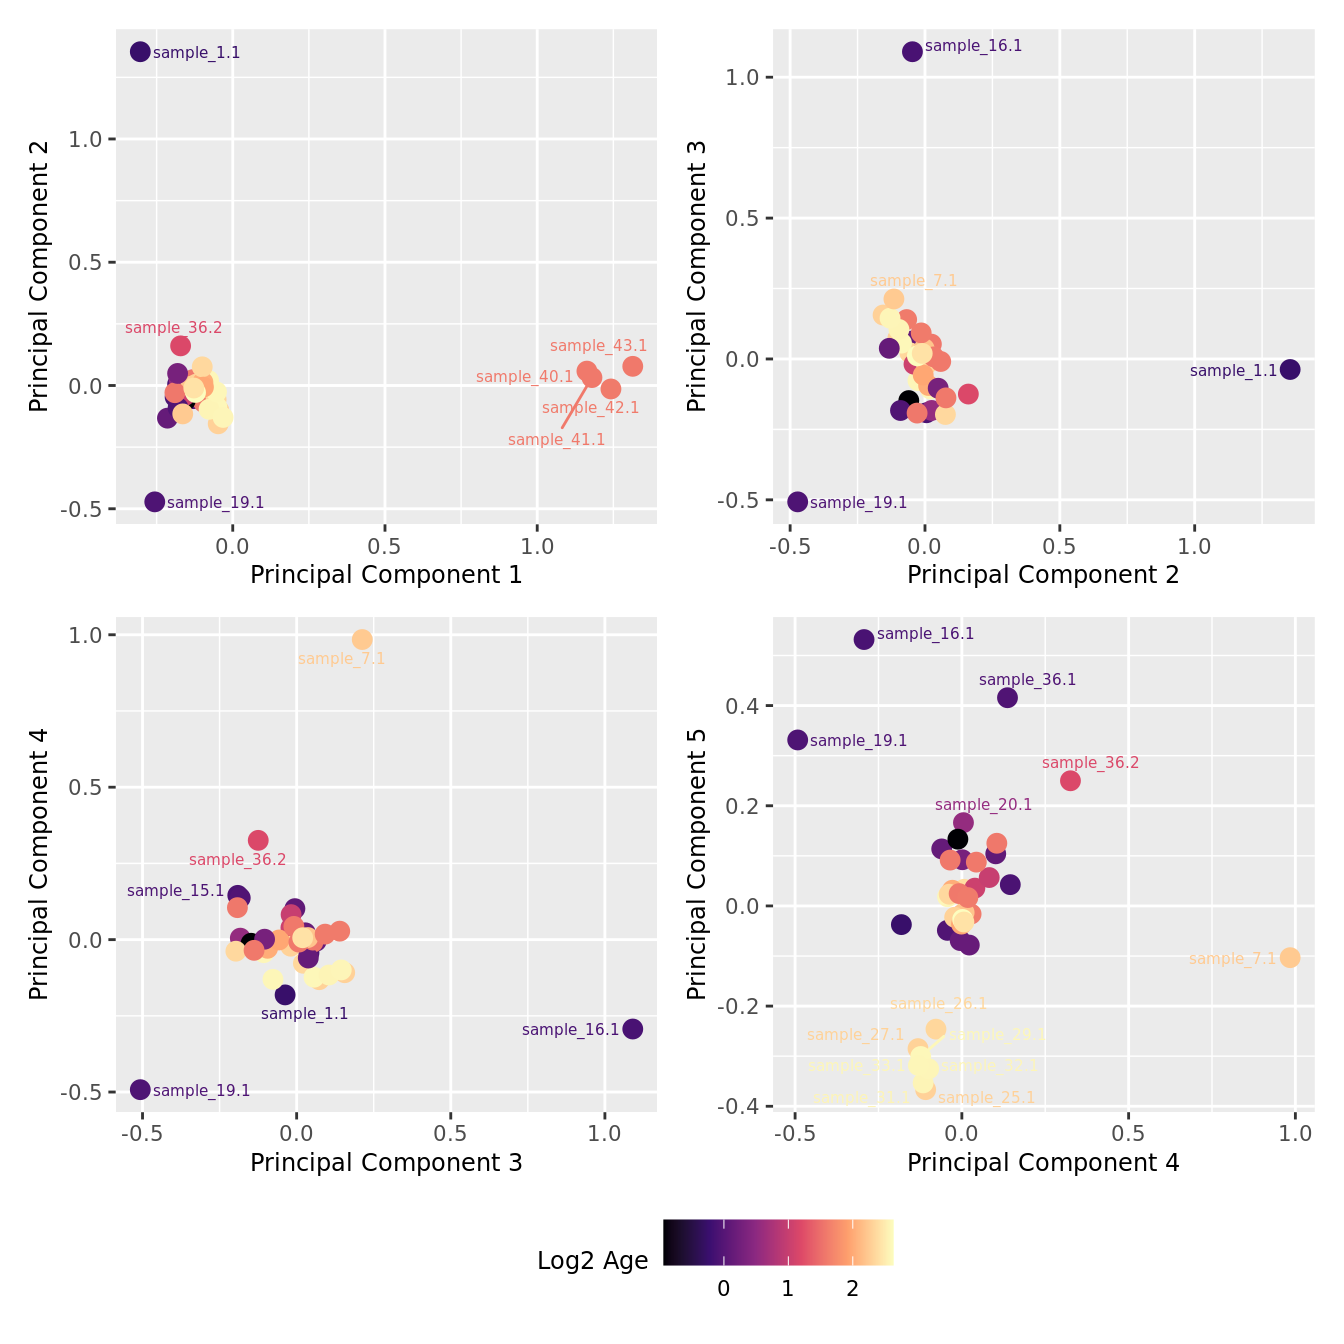 sample_1.1
sample_36.2
sample_43.1
sample_40.1
sample_42.1
sample_41.1
sample_19.1
1.0
0.5
0.0
-0.5
0.0
0.5
1.0
Principal Component 1
Principal Component 2
sample_16.1
sample_7.1
sample_1.1
sample_19.1
1.0
0.5
0.0
-0.5
-0.5
0.0
0.5
1.0
Principal Component 2
Principal Component 3
sample_7.1
sample_36.2
sample_15.1
sample_1.1
sample_16.1
sample_19.1
1.0
0.5
0.0
-0.5
-0.5
0.0
0.5
1.0
Principal Component 3
Principal Component 4
sample_16.1
sample_36.1
sample_19.1
sample_36.2
sample_20.1
sample_7.1
sample_26.1
sample_27.1
sample_29.1
sample_32.1
sample_25.1
0.4
0.2
0.0
-0.2
-0.4
-0.5
0.0
0.5
1.0
Principal Component 4
Principal Component 5
Log2 Age
0
1
2